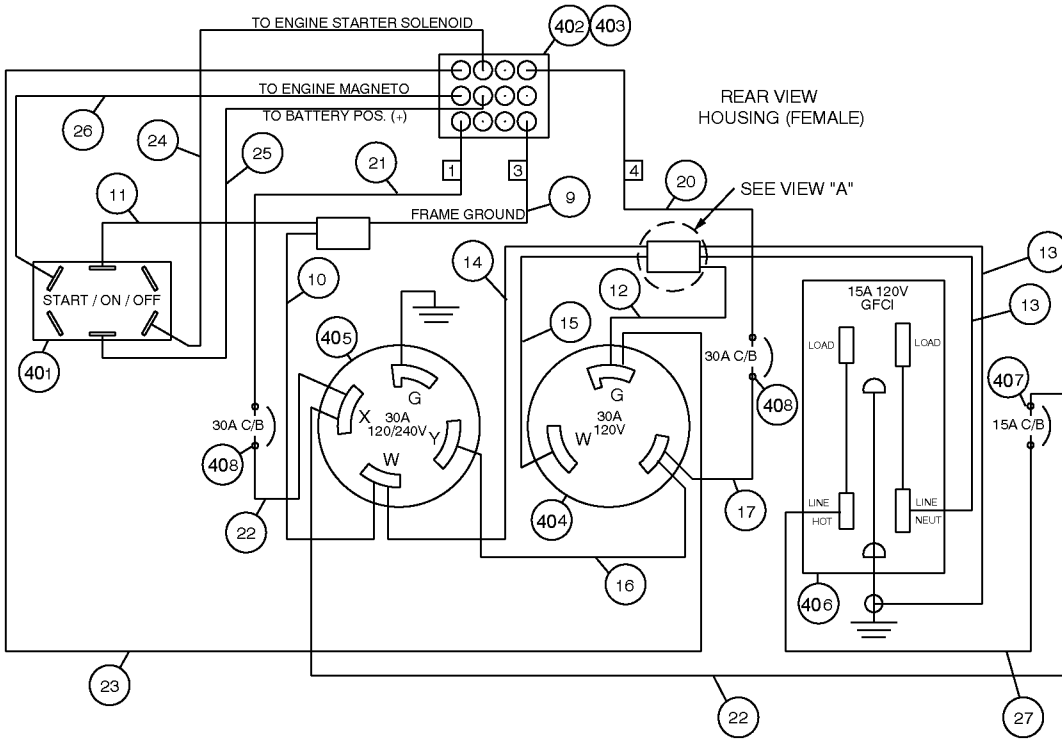 TO ENGINE STARTER SOLENOID
402
403
TO ENGINE MAGNETO
REAR VIEW
HOUSING (FEMALE)
TO BATTERY POS. (+)
26
24
25
21
1
3
4
20
SEE VIEW "A"
11
9
FRAME GROUND
START / ON / OFF
10
14
12
13
15A 120V
GFCI
13
15
401
405
30A C/B
LOAD
LOAD
408
407
G
G
X
30A
120/240V
Y
W
30A
120V
W
30A C/B
15A C/B
408
404
17
LINE
HOT
LINE
NEUT
22
16
406
23
22
27